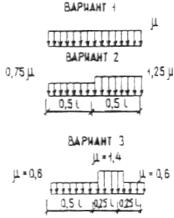 ВАРИАНТ 1
μ
ВАРИАНТ 2
0,75 μ 1,25 μ
0,5 l 0,5 l
ВАРИАНТ 3
μ = 1,4
μ = 0,6 μ = 0,6
0,5 l 0,25 l 0,25 l